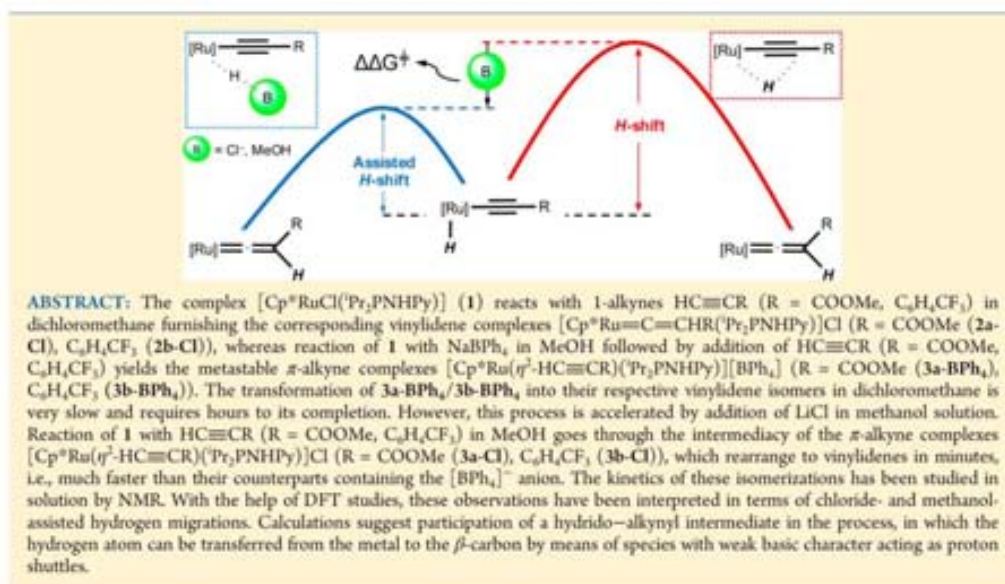 [Ru]—≡—R
H
B
B = Cl⁻, MeOH
ΔΔG‡
B
[Ru]—≡—R
H
H-shift
Assisted
H-shift
[Ru]—≡—R
H
[Ru]=·=
R
H
[Ru]=·=
R
H
ABSTRACT: The complex [Cp*RuCl(ⁱPr₂PNHPy)] (1) reacts with 1-alkynes HC≡CR (R = COOMe, C₆H₄CF₃) in
dichloromethane furnishing the corresponding vinylidene complexes [Cp*Ru=C=CHR(ⁱPr₂PNHPy)]Cl (R = COOMe (2a-
Cl), C₆H₄CF₃ (2b-Cl)), whereas reaction of 1 with NaBPh₄ in MeOH followed by addition of HC≡CR (R = COOMe,
C₆H₄CF₃) yields the metastable π-alkyne complexes [Cp*Ru(η²-HC≡CR)(ⁱPr₂PNHPy)][BPh₄] (R = COOMe (3a-BPh₄),
C₆H₄CF₃ (3b-BPh₄)). The transformation of 3a-BPh₄/3b-BPh₄ into their respective vinylidene isomers in dichloromethane is
very slow and requires hours to its completion. However, this process is accelerated by addition of LiCl in methanol solution.
Reaction of 1 with HC≡CR (R = COOMe, C₆H₄CF₃) in MeOH goes through the intermediacy of the π-alkyne complexes
[Cp*Ru(η²-HC≡CR)(ⁱPr₂PNHPy)]Cl (R = COOMe (3a-Cl), C₆H₄CF₃ (3b-Cl)), which rearrange to vinylidenes in minutes,
i.e., much faster than their counterparts containing the [BPh₄]⁻ anion. The kinetics of these isomerizations has been studied in
solution by NMR. With the help of DFT studies, these observations have been interpreted in terms of chloride- and methanol-
assisted hydrogen migrations. Calculations suggest participation of a hydrido−alkynyl intermediate in the process, in which the
hydrogen atom can be transferred from the metal to the β-carbon by means of species with weak basic character acting as proton
shuttles.